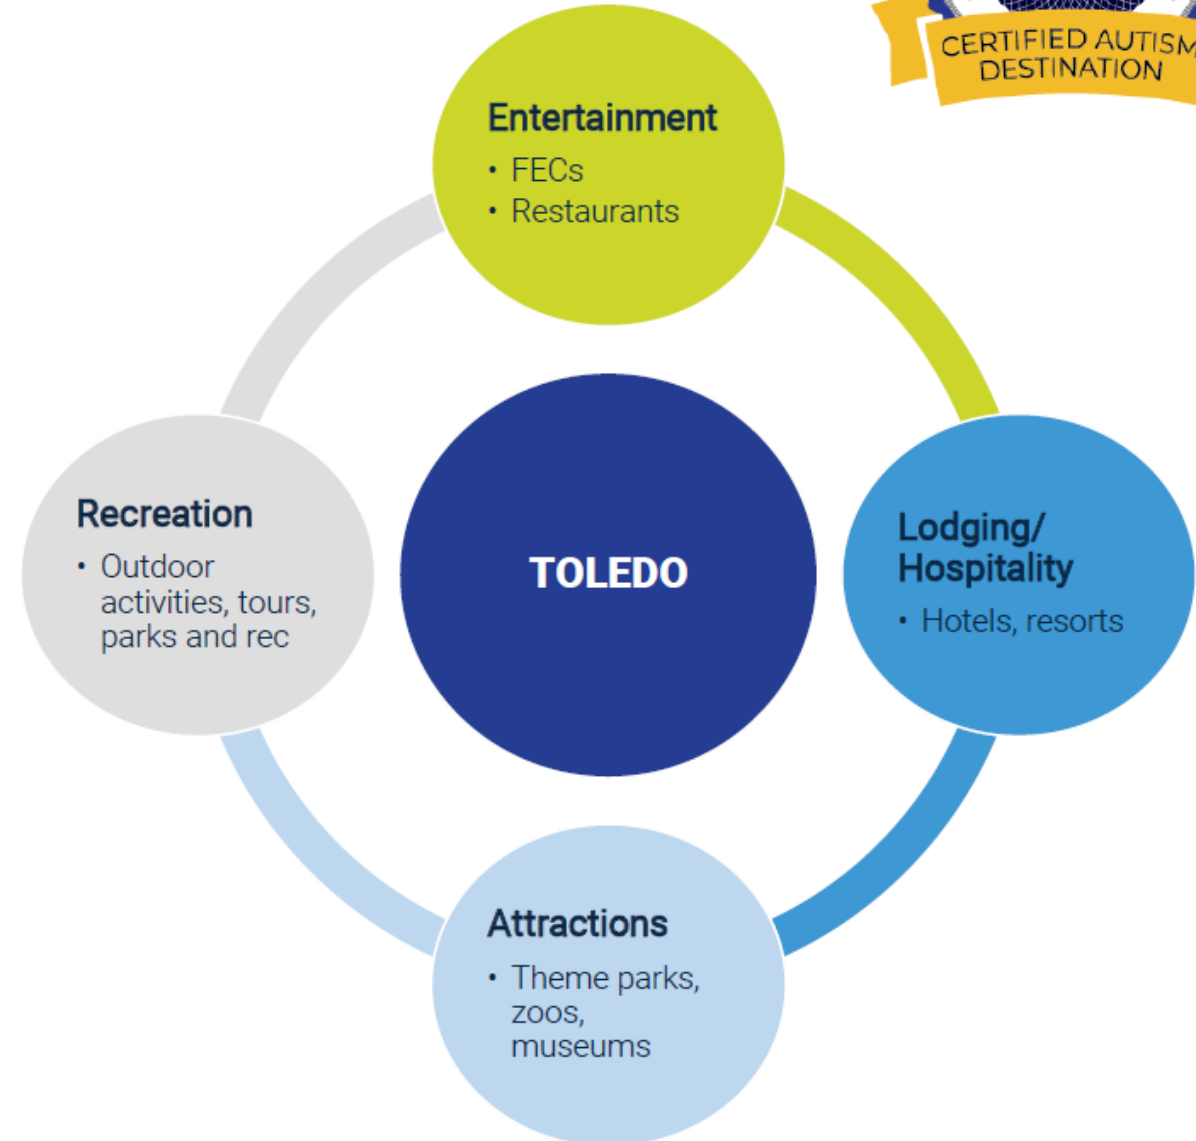 CERTIFIED AUTISM
DESTINATION
Entertainment
• FECs
• Restaurants
Recreation
• Outdoor
activities, tours,
parks and rec
TOLEDO
Lodging/
Hospitality
• Hotels, resorts
Attractions
• Theme parks,
zoos,
museums